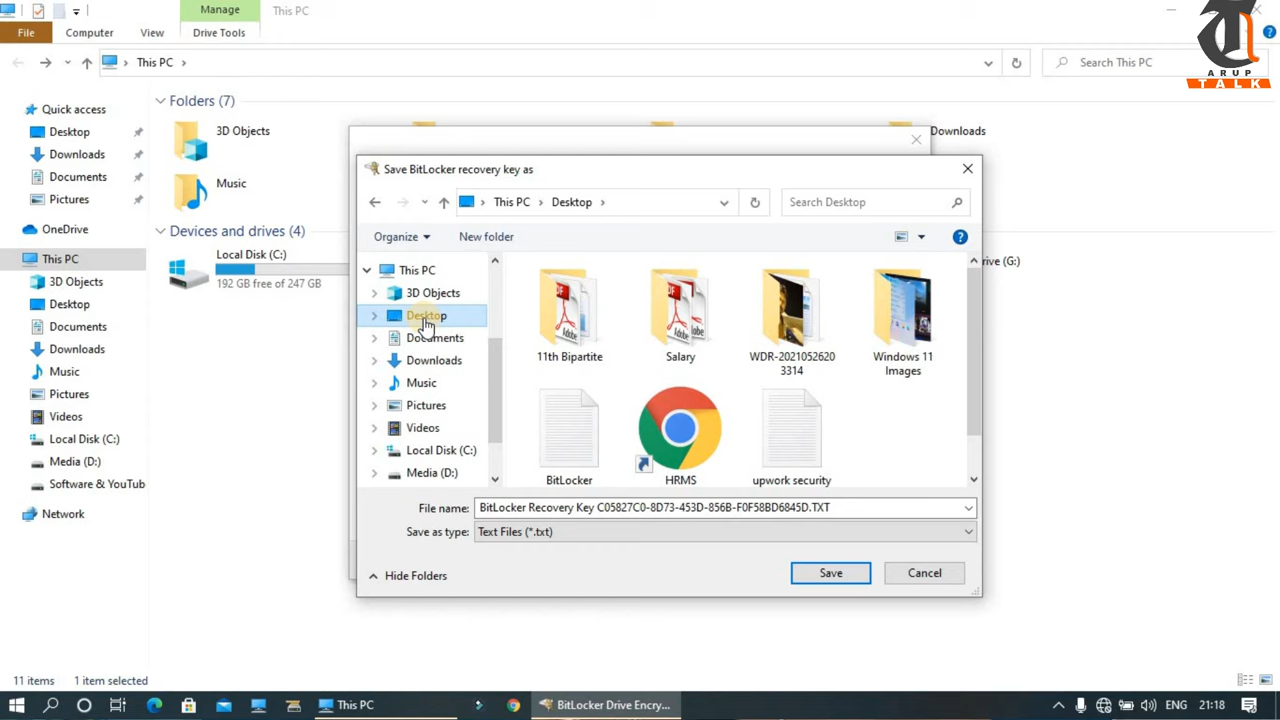 Manage
This PC
File
Computer
View
Drive Tools
This PC
Search This PC
ARUP
TALK
Quick access
Desktop
Downloads
Documents
Pictures
OneDrive
This PC
3D Objects
Desktop
Documents
Downloads
Music
Pictures
Videos
Local Disk (C:)
Media (D:)
Software & YouTub
Network
Folders (7)
3D Objects
Downloads
Music
Devices and drives (4)
Local Disk (C:)
192 GB free of 247 GB
rive (G:)
Save BitLocker recovery key as
This PC
Desktop
Search Desktop
Organize
New folder
This PC
3D Objects
Desktop
Documents
Downloads
Music
Pictures
Videos
Local Disk (C:)
Media (D:)
11th Bipartite
Salary
WDR-2021052620
3314
Windows 11
Images
BitLocker
HRMS
upwork security
File name:
BitLocker Recovery Key C05827C0-8D73-453D-856B-F0F58BD6845D.TXT
Save as type:
Text Files (*.txt)
Hide Folders
Save
Cancel
11 items
1 item selected
This PC
BitLocker Drive Encry...
ENG
21:18